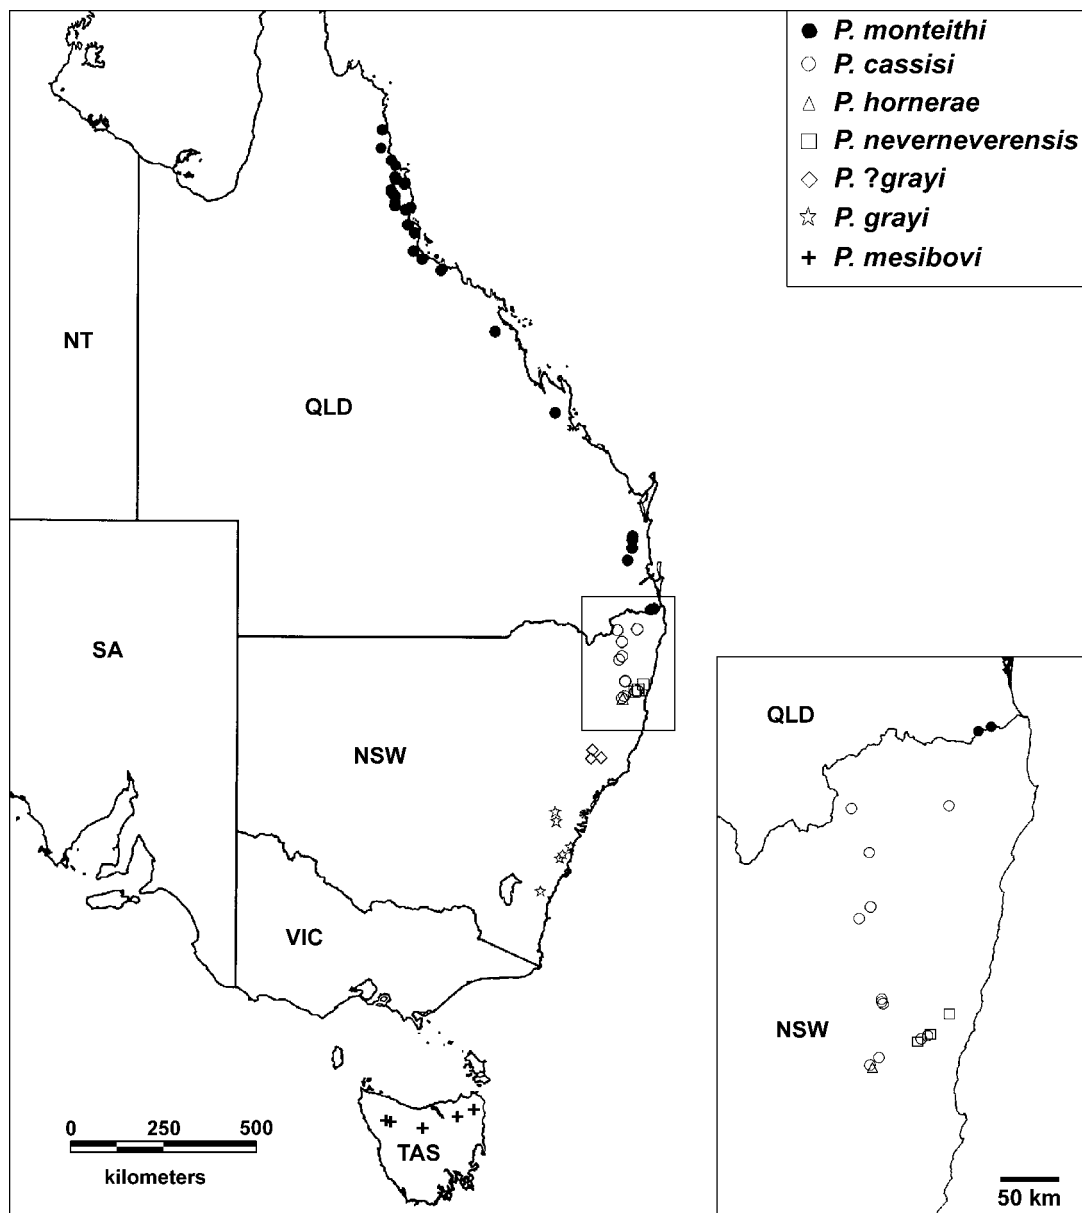 P. monteithi
P. cassisi
P. hornerae
P. neverneverensis
P. ?grayi
P. grayi
P. mesibovi
NT
QLD
SA
NSW
VIC
TAS
0 250 500
kilometers
QLD
NSW
50 km